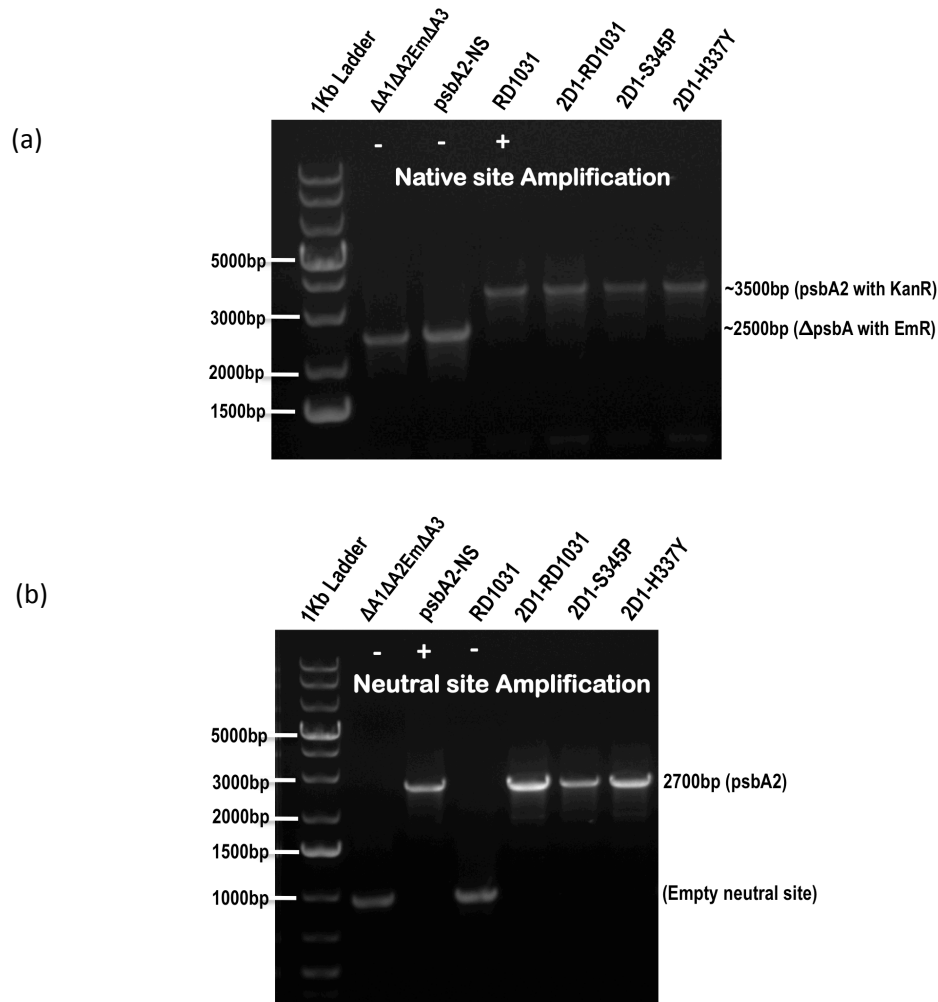 (a)
1Kb Ladder
ΔA1ΔA2EmΔA3
psbA2-NS
RD1031
2D1-RD1031
2D1-S345P
2D1-H337Y
- - +
Native site Amplification
5000bp
3000bp
2000bp
1500bp
~3500bp (psbA2 with KanR)
~2500bp (ΔpsbA with EmR)
(b)
1Kb Ladder
ΔA1ΔA2EmΔA3
psbA2-NS
RD1031
2D1-RD1031
2D1-S345P
2D1-H337Y
- + -
Neutral site Amplification
5000bp
3000bp
2000bp
1500bp
1000bp
2700bp (psbA2)
(Empty neutral site)